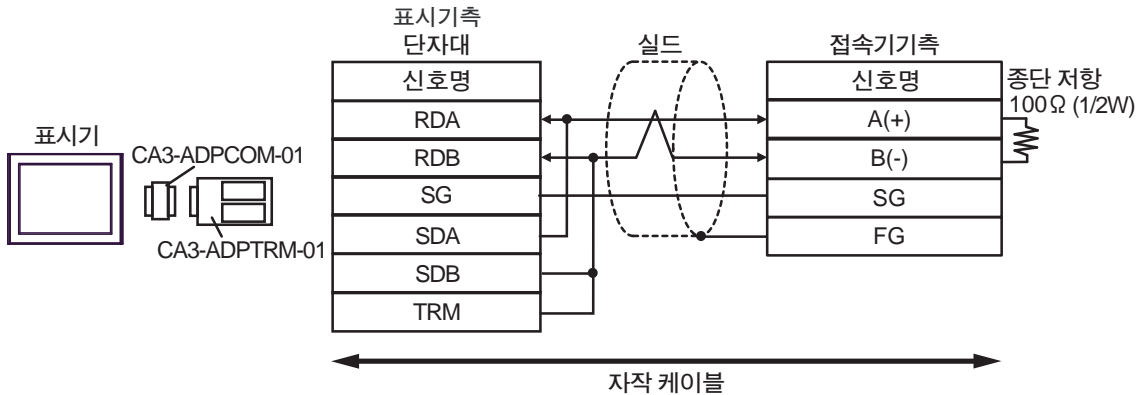 표시기
CA3-ADPCOM-01
CA3-ADPTRM-01
표시기측
단자대
신호명
RDA
RDB
SG
SDA
SDB
TRM
실드
접속기기측
신호명
A(+)
B(-)
SG
FG
종단 저항
100Ω (1/2W)
자작 케이블